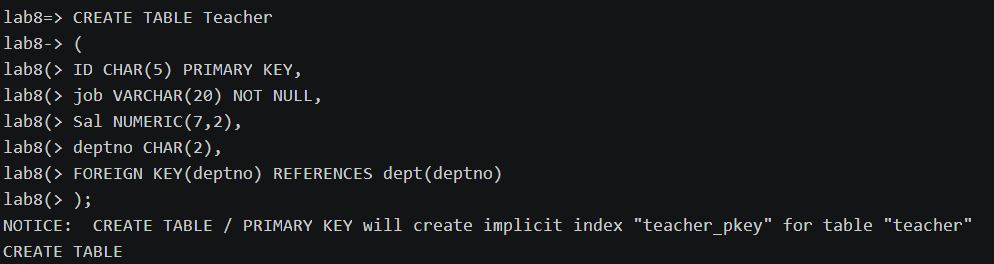 lab8=> CREATE TABLE Teacher
lab8-> (
lab8(> ID CHAR(5) PRIMARY KEY,
lab8(> job VARCHAR(20) NOT NULL,
lab8(> Sal NUMERIC(7,2),
lab8(> deptno CHAR(2),
lab8(> FOREIGN KEY(deptno) REFERENCES dept(deptno)
lab8(> );
NOTICE:  CREATE TABLE / PRIMARY KEY will create implicit index "teacher_pkey" for table "teacher"
CREATE TABLE